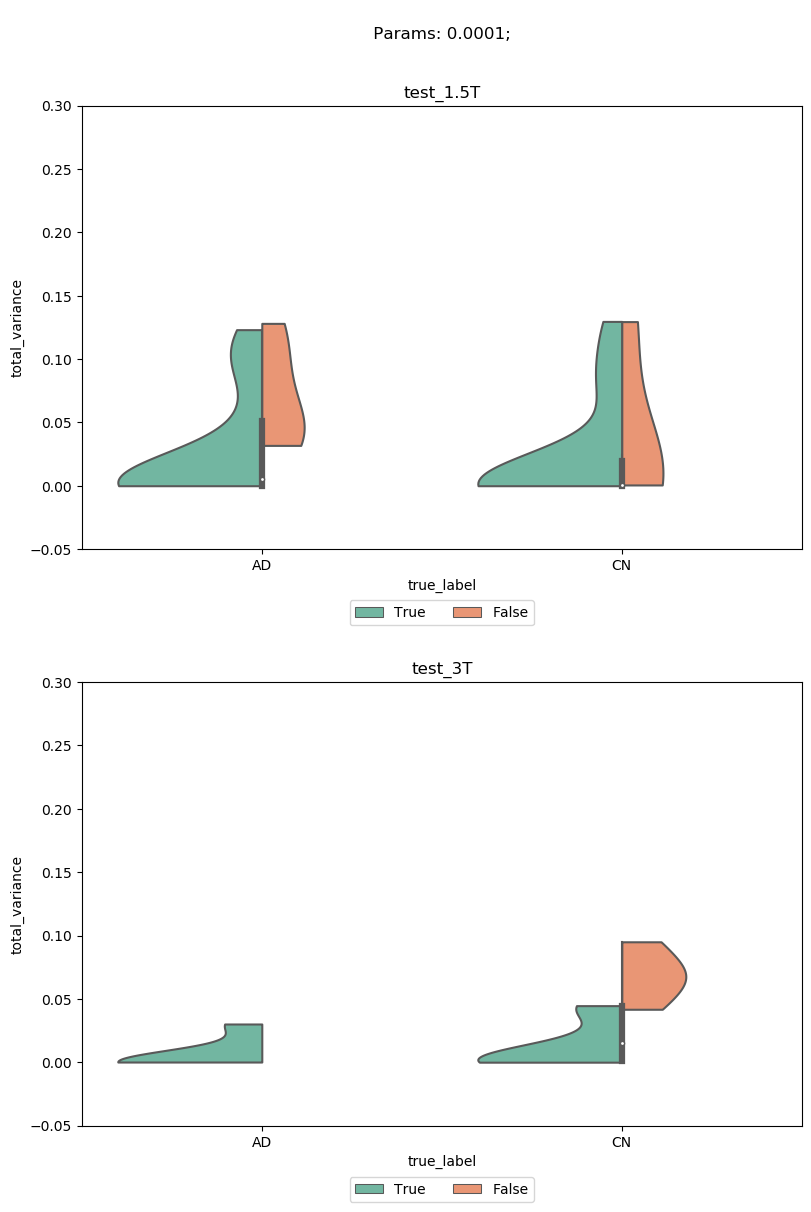 Params: 0.0001;
test_1.5T
0.30
0.25
0.20
0.15
0.10
0.05
0.00
−0.05
total_variance
AD CN
true_label
True False
test_3T
0.30
0.25
0.20
0.15
0.10
0.05
0.00
−0.05
total_variance
AD CN
true_label
True False